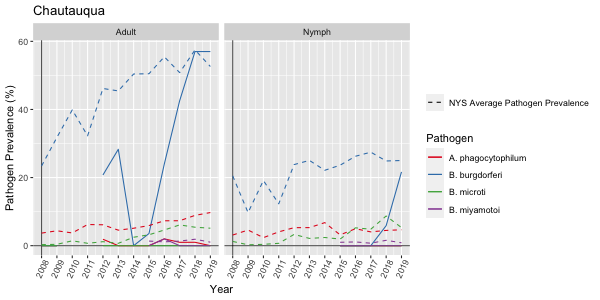 Chautauqua
Adult Nymph
Pathogen Prevalence (%)
60
40
20
0
2008 2009 2010 2011 2012 2013 2014 2015 2016 2017 2018 2019 2008 2009 2010 2011 2012 2013 2014 2015 2016 2017 2018 2019
Year
NYS Average Pathogen Prevalence
Pathogen
A. phagocytophilum
B. burgdorferi
B. microti
B. miyamotoi